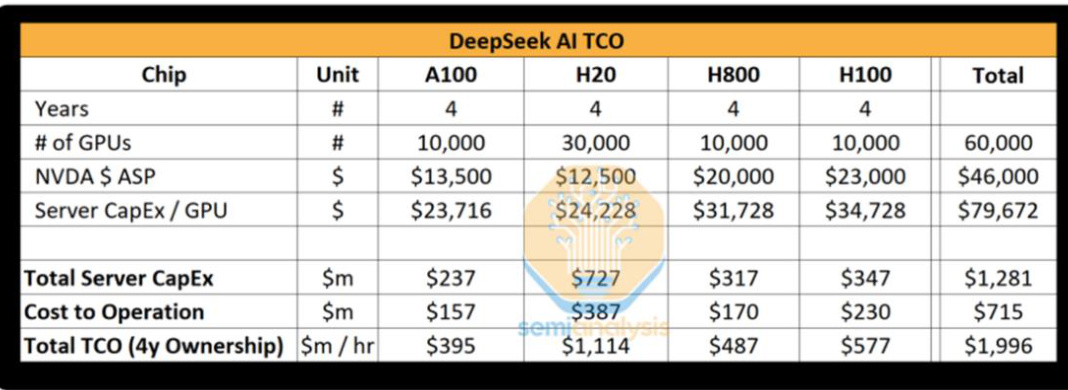 DeepSeek AI TCO
Chip Unit A100 H20 H800 H100 Total
Years # 4 4 4 4
# of GPUs # 10,000 30,000 10,000 10,000 60,000
NVDA $ ASP $ $13,500 $12,500 $20,000 $23,000 $46,000
Server CapEx / GPU $ $23,716 $24,228 $31,728 $34,728 $79,672
Total Server CapEx $m $237 $727 $317 $347 $1,281
Cost to Operation $m $157 $387 $170 $230 $715
semianalysis
Total TCO (4y Ownership) $m / hr $395 $1,114 $487 $577 $1,996